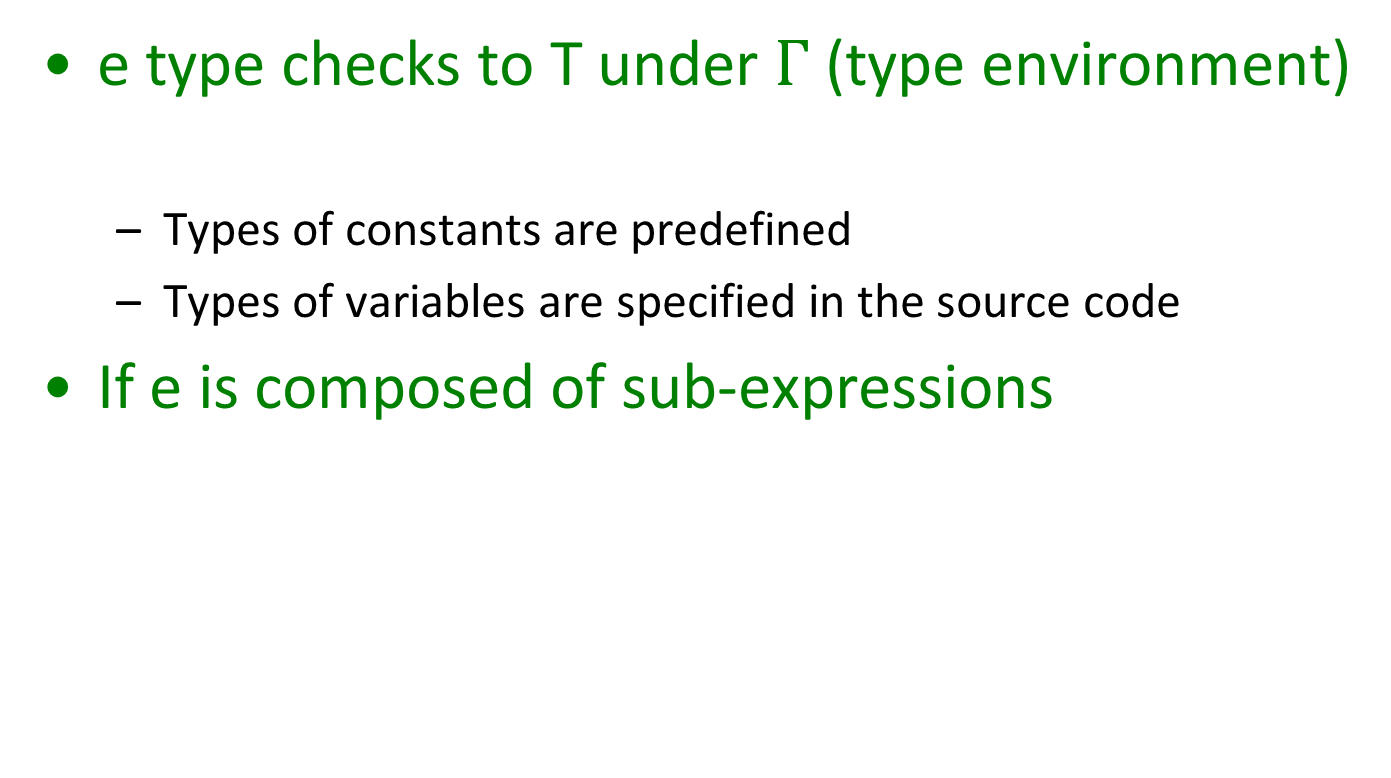 • e type checks to T under Γ (type environment)
– Types of constants are predefined
– Types of variables are specified in the source code
• If e is composed of sub-expressions